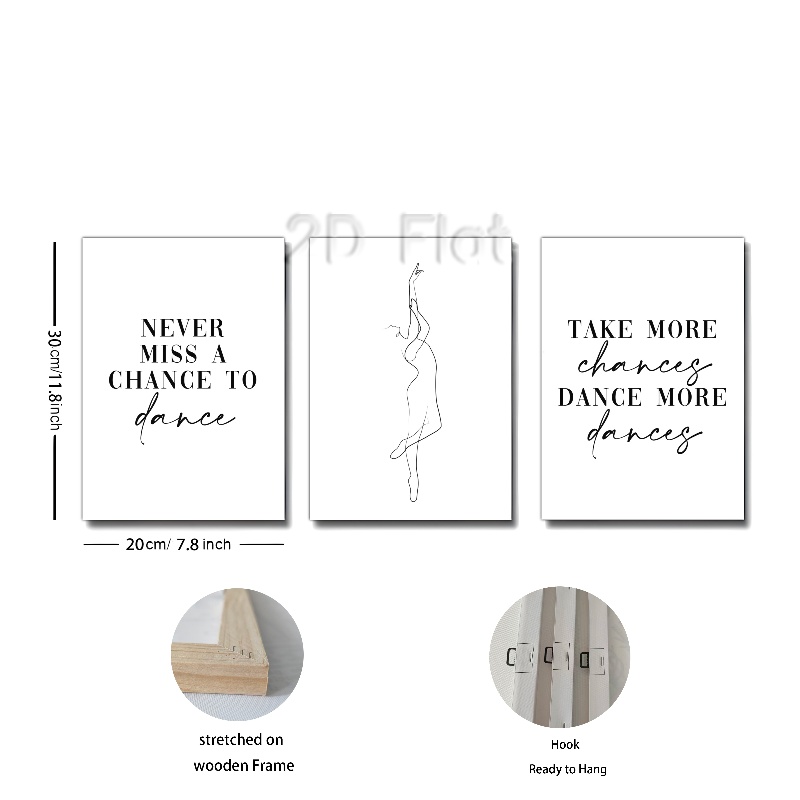 2D Flat
NEVER
MISS A
CHANCE TO
dance
TAKE MORE
chances
DANCE MORE
dances
30cm/11.8inch
20cm/ 7.8 inch
stretched on
wooden Frame
Hook
Ready to Hang